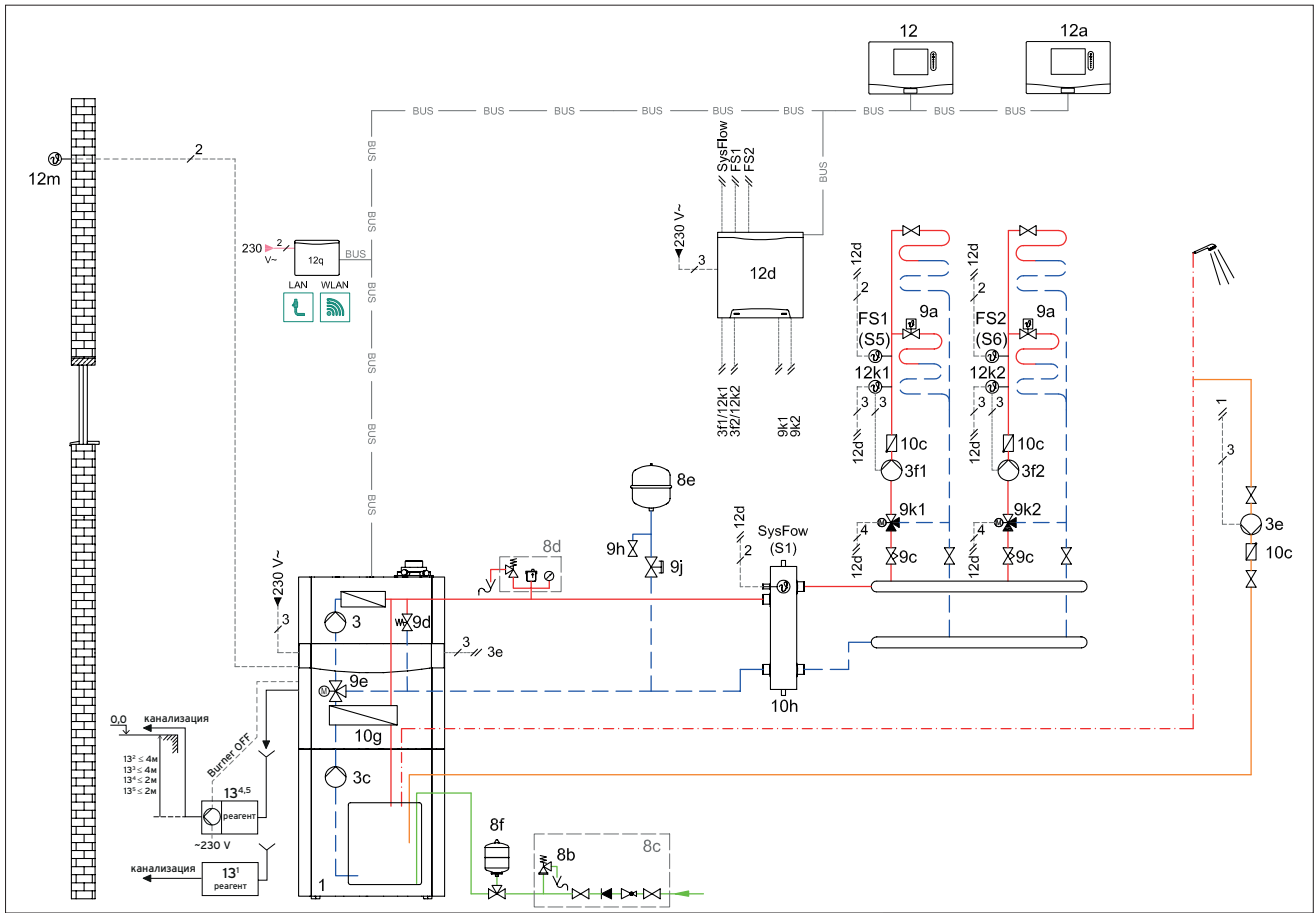 12
12a
BUS BUS BUS BUS BUS BUS BUS BUS
12m
2
BUS
BUS
BUS
BUS
BUS
BUS
SysFlow
FS1
FS2
BUS
230 V~
3
12d
3f1/12k1
3f2/12k2
9k1
9k2
230
V~
2
12q
BUS
LAN
WLAN
12d
2
FS1
(S5)
9a
12k1
3
3
12d
10c
3f1
9k1
4
12d
9c
12d
2
FS2
(S6)
9a
12k2
3
3
12d
10c
3f2
9k2
4
12d
9c
1
3
3e
10c
8e
9h
9j
12d
2
SysFow
(S1)
10h
8d
230 V~
3
3
9d
3
3e
9e
M
10g
3c
1
0,0
канализация
13² ≤ 4м
13³ ≤ 4м
13⁴ ≤ 2м
13⁵ ≤ 2м
Burner OFF
13⁴,⁵
реагент
~230 V
канализация
13¹
реагент
8f
8b
8c
M
M